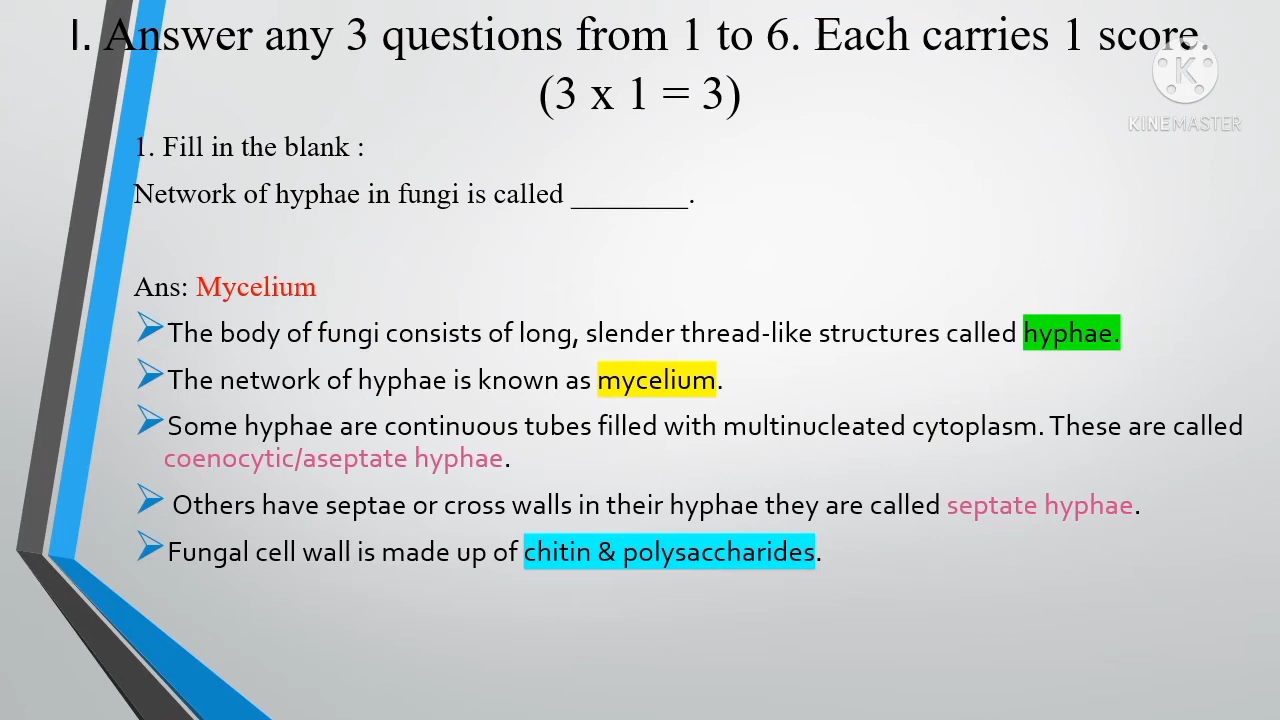 I. Answer any 3 questions from 1 to 6. Each carries 1 score.
(3 x 1 = 3)
K
KINEMASTER
1. Fill in the blank :
Network of hyphae in fungi is called ________.
Ans: Mycelium
The body of fungi consists of long, slender thread-like structures called hyphae.
The network of hyphae is known as mycelium.
Some hyphae are continuous tubes filled with multinucleated cytoplasm. These are called
coenocytic/aseptate hyphae.
Others have septae or cross walls in their hyphae they are called septate hyphae.
Fungal cell wall is made up of chitin & polysaccharides.